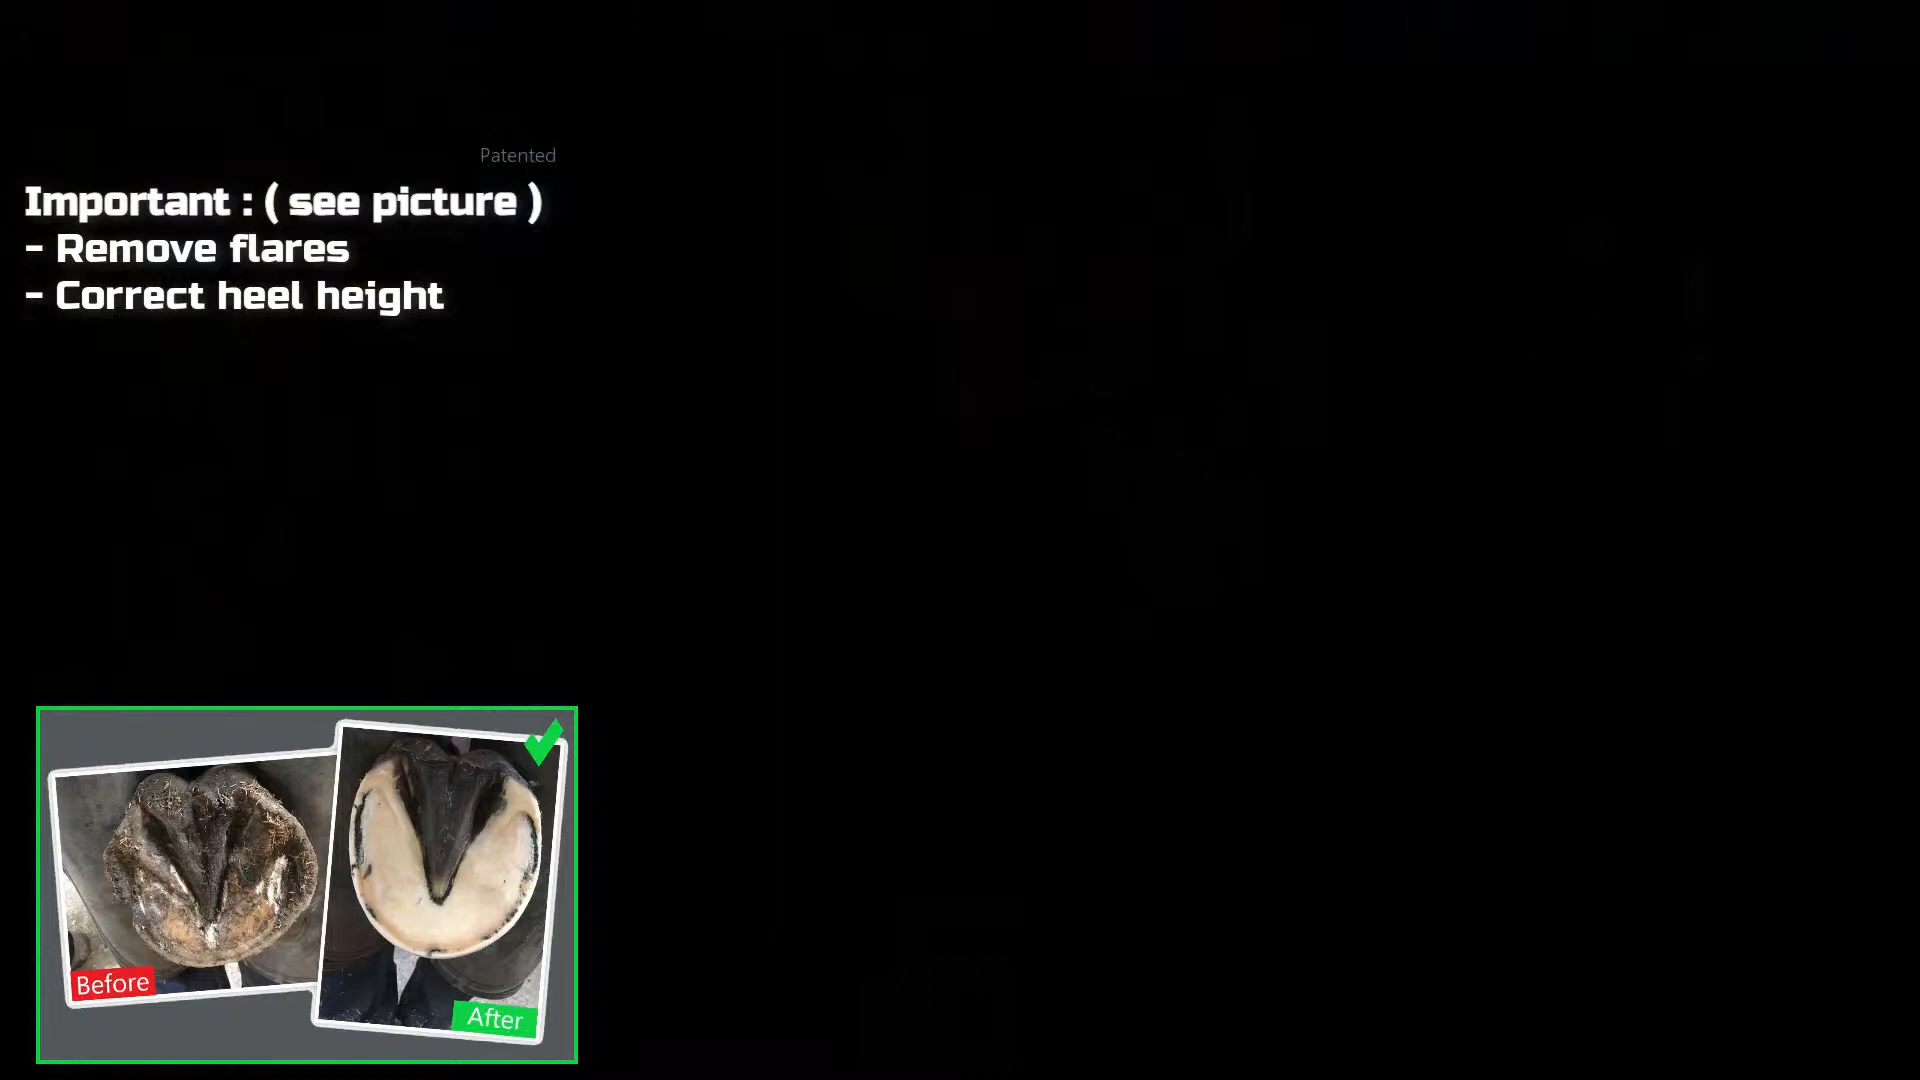 Patented
Important : ( see picture )
- Remove flares
- Correct heel height
Before
After